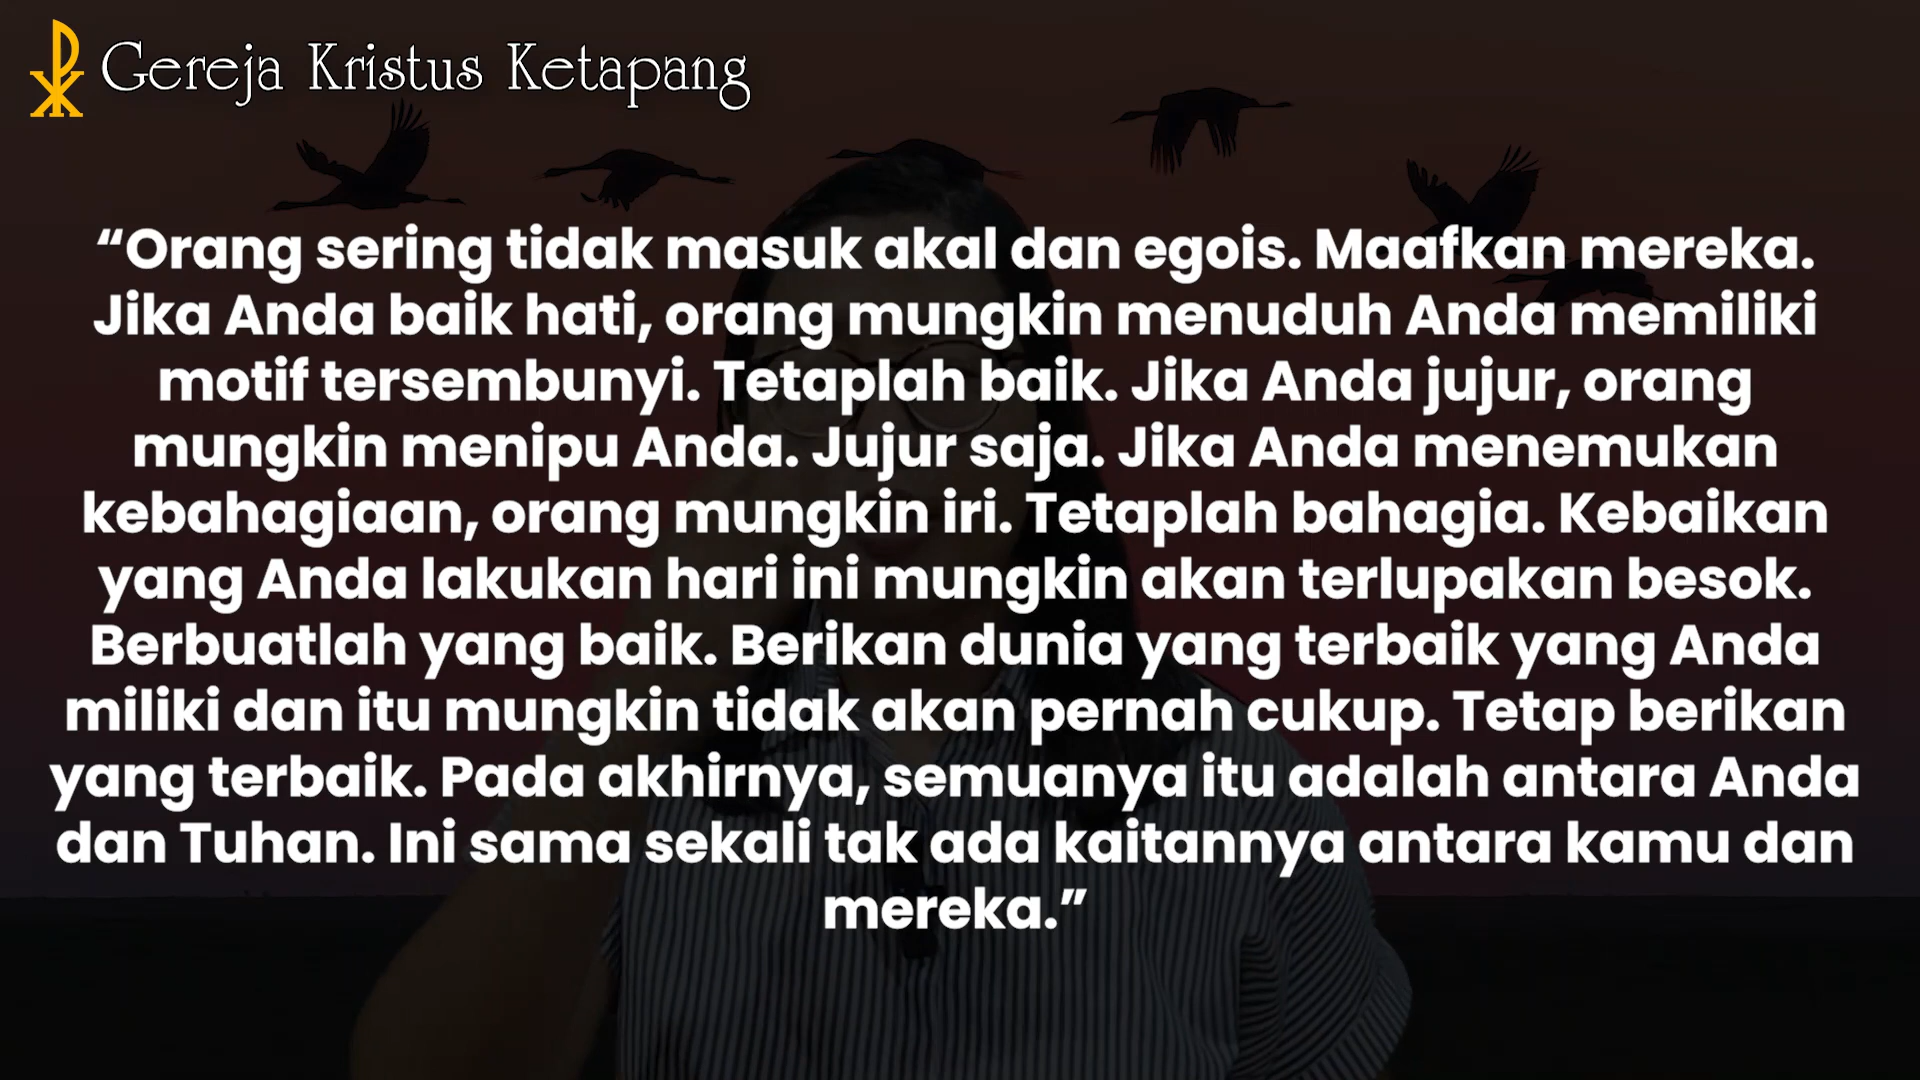 Gereja Kristus Ketapang
“Orang sering tidak masuk akal dan egois. Maafkan mereka.
Jika Anda baik hati, orang mungkin menuduh Anda memiliki
motif tersembunyi. Tetaplah baik. Jika Anda jujur, orang
mungkin menipu Anda. Jujur saja. Jika Anda menemukan
kebahagiaan, orang mungkin iri. Tetaplah bahagia. Kebaikan
yang Anda lakukan hari ini mungkin akan terlupakan besok.
Berbuatlah yang baik. Berikan dunia yang terbaik yang Anda
miliki dan itu mungkin tidak akan pernah cukup. Tetap berikan
yang terbaik. Pada akhirnya, semuanya itu adalah antara Anda
dan Tuhan. Ini sama sekali tak ada kaitannya antara kamu dan
mereka.”